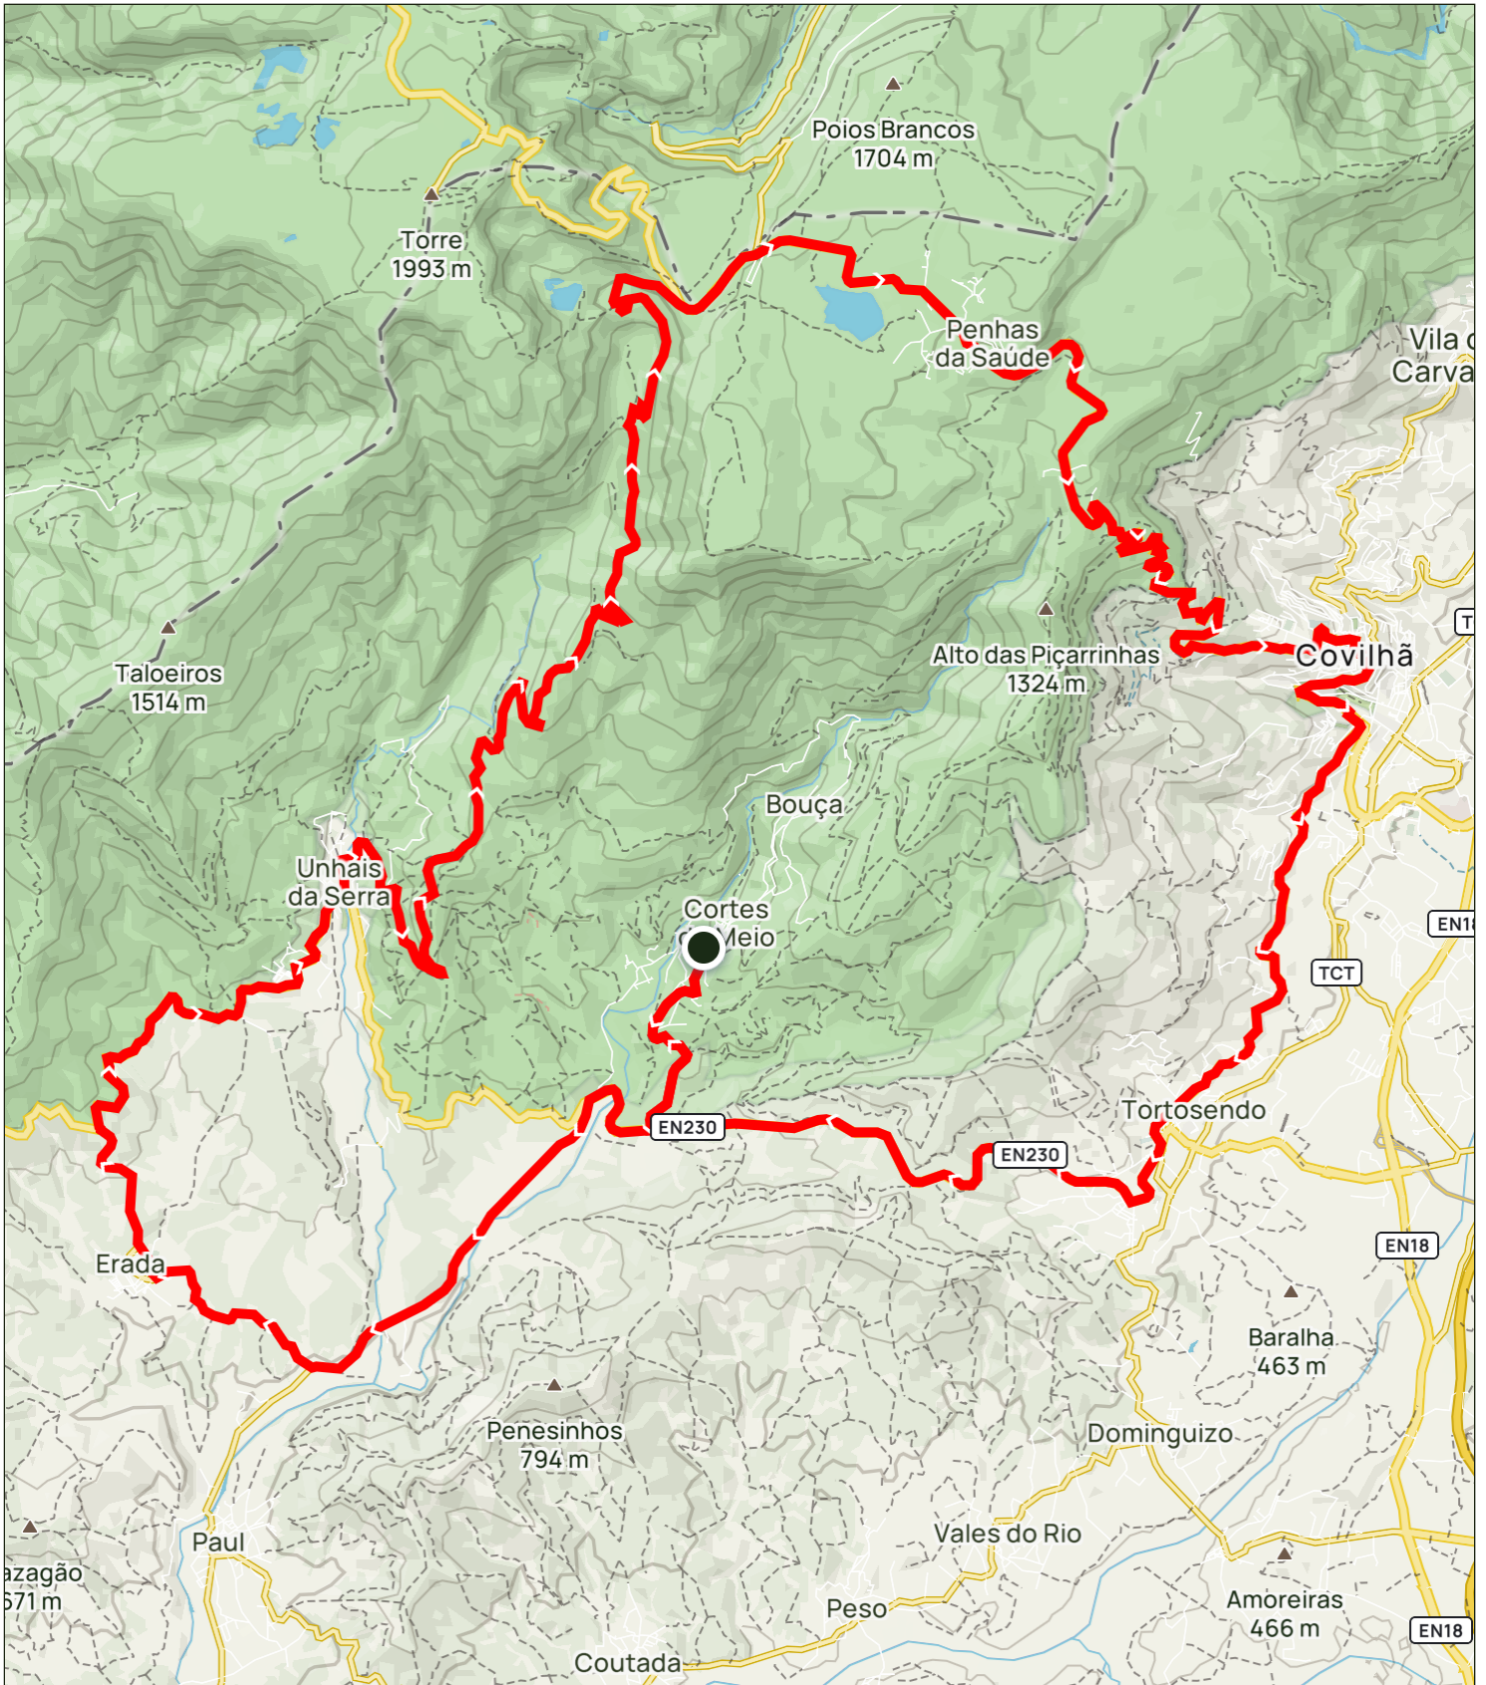 Poios Brancos
1704 m
Torre
1993 m
Penhas
da Saúde
Vila
Carva
T
Taloeiros
1514 m
Alto das Piçarrinhas
1324 m
Covilhã
Bouça
Unhais
da Serra
Cortes
Meio
EN18
TCT
Tortosendo
EN230
EN230
EN18
Erada
Baralha
463 m
Penesinhos
794 m
Dominguizo
Paul
Vales do Rio
azagão
671 m
Peso
Amoreiras
466 m
EN18
Coutada